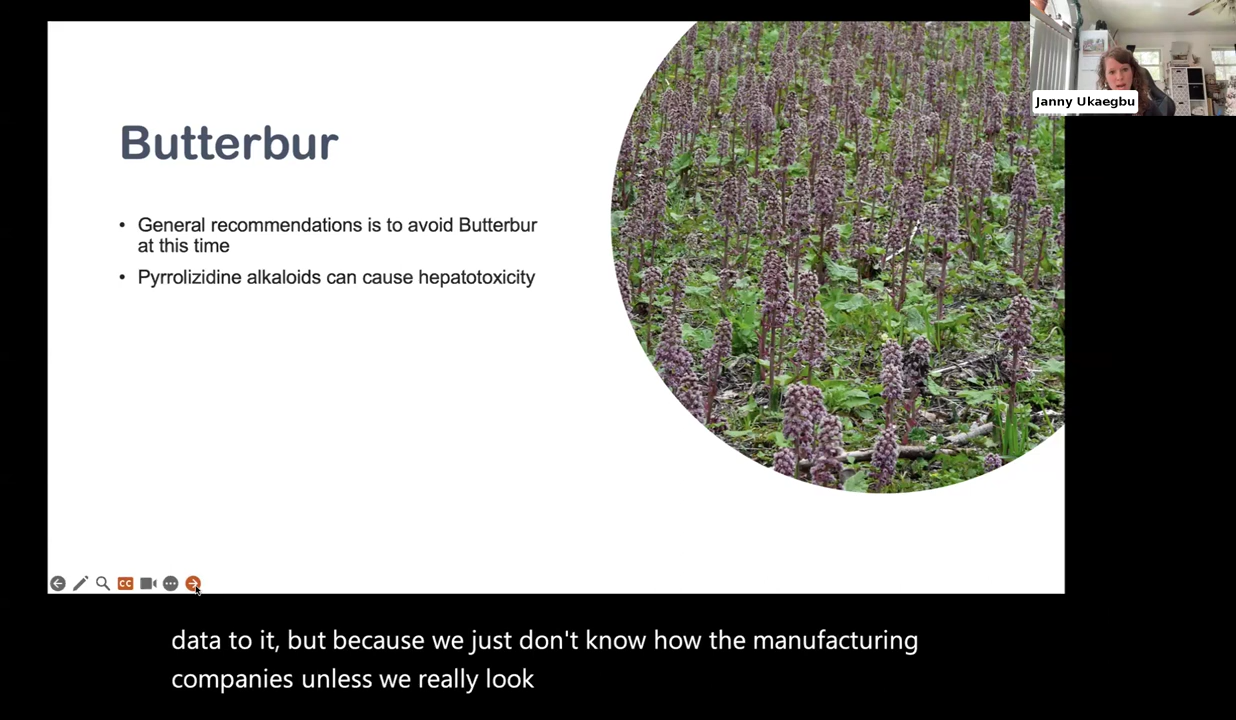 Janny Ukaegbu
Butterbur
• General recommendations is to avoid Butterbur
at this time
• Pyrrolizidine alkaloids can cause hepatotoxicity
CC
data to it, but because we just don't know how the manufacturing
companies unless we really look